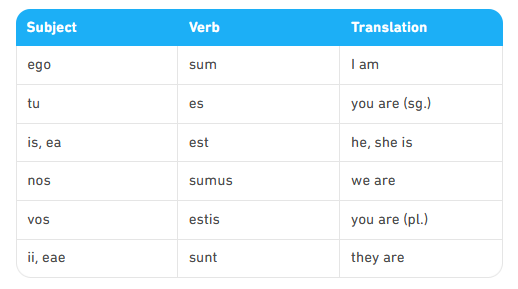 Subject Verb Translation
ego sum I am
tu es you are (sg.)
is, ea est he, she is
nos sumus we are
vos estis you are (pl.)
ii, eae sunt they are